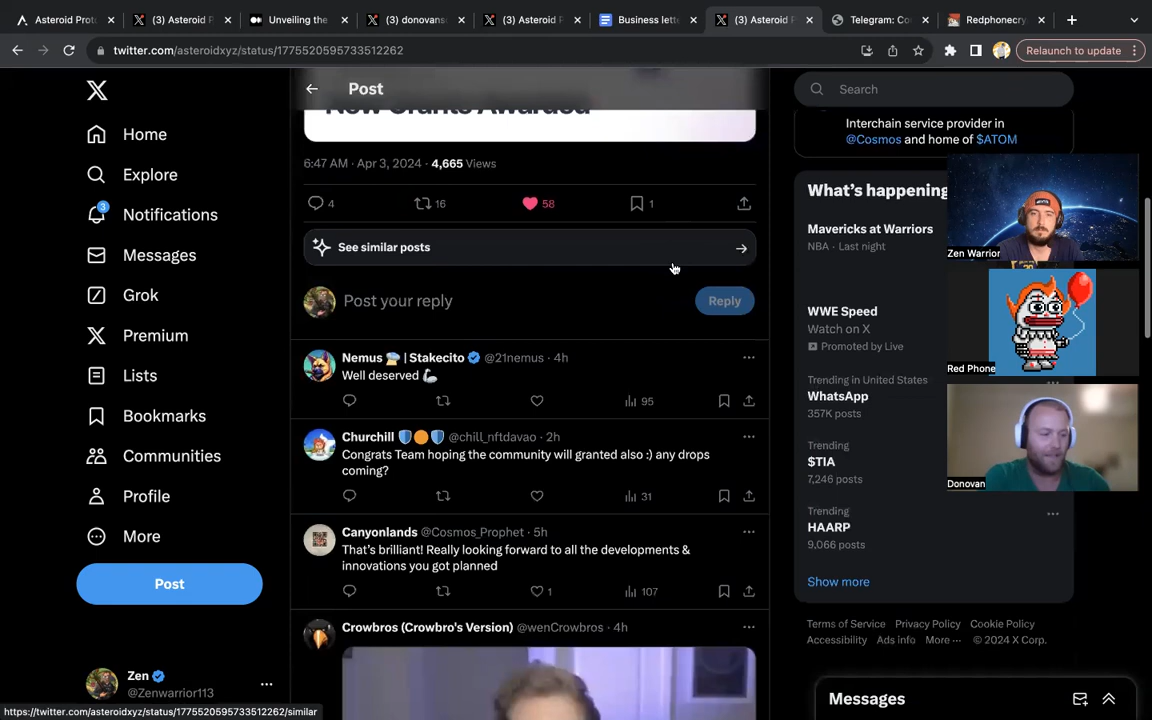 Asteroid Prot
(3) Asteroid P
Unveiling the
(3) donovans
(3) Asteroid P
Business lett
(3) Asteroid P
Telegram: Co
Redphonecry
twitter.com/asteroidxyz/status/1775520595733512262
Relaunch to update
Home
Explore
3
Notifications
Messages
Grok
Premium
Lists
Bookmarks
Communities
Profile
More
Post
Zen
@Zenwarrior113
https://twitter.com/asteroidxyz/status/1775520595733512262/similar
Post
New Grants Awarded
6:47 AM · Apr 3, 2024 · 4,665 Views
4
16
58
1
See similar posts
Post your reply
Reply
Nemus | Stakecito @21nemus · 4h
Well deserved
95
Churchill @chill_nftdavao · 2h
Congrats Team hoping the community will granted also :) any drops
coming?
31
Canyonlands @Cosmos_Prophet · 5h
That's brilliant! Really looking forward to all the developments &
innovations you got planned
1
107
Crowbros (Crowbro's Version) @wenCrowbros · 4h
Search
Interchain service provider in
@Cosmos and home of $ATOM
What's happening
Mavericks at Warriors
NBA · Last night
WWE Speed
Watch on X
Promoted by Live
Trending in United States
WhatsApp
357K posts
Trending
$TIA
7,246 posts
Trending
HAARP
9,066 posts
Show more
Terms of Service Privacy Policy Cookie Policy
Accessibility Ads info More ··· © 2024 X Corp.
Messages
Zen Warrior
Red Phone
Donovan